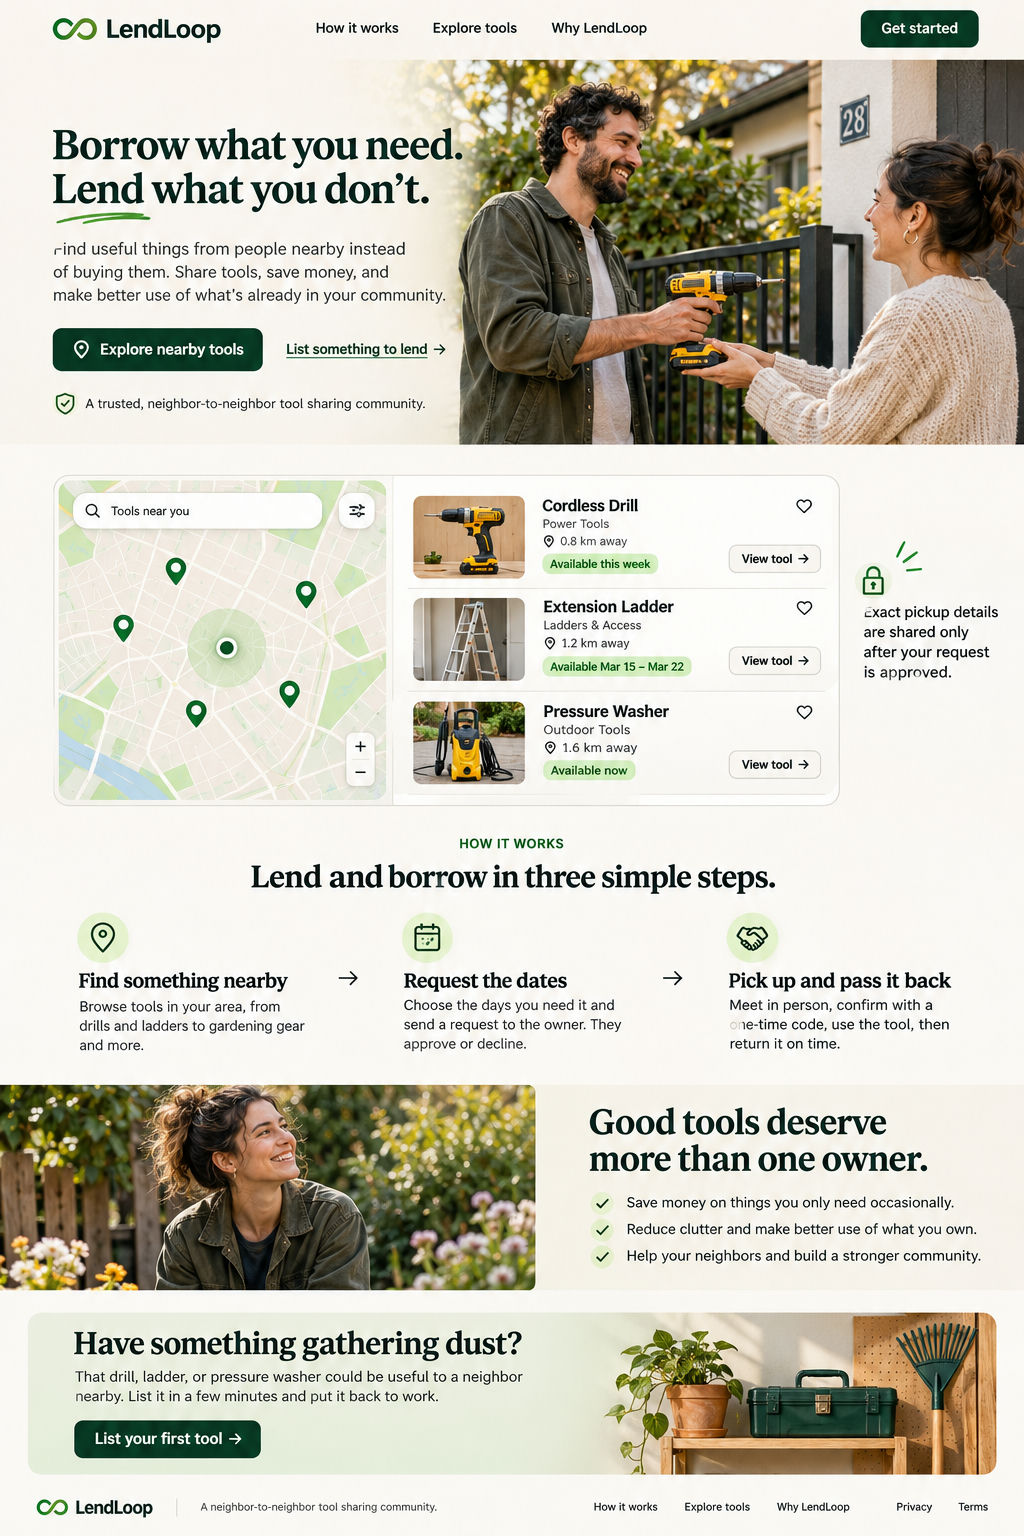 LendLoop
How it works
Explore tools
Why LendLoop
Get started
Borrow what you need.
Lend what you don't.
Find useful things from people nearby instead
of buying them. Share tools, save money, and
make better use of what's already in your community.
Explore nearby tools
List something to lend →
A trusted, neighbor-to-neighbor tool sharing community.
28
Tools near you
+
−
Cordless Drill
Power Tools
0.8 km away
Available this week
View tool →
Extension Ladder
Ladders & Access
1.2 km away
Available Mar 15 – Mar 22
View tool →
Pressure Washer
Outdoor Tools
1.6 km away
Available now
View tool →
Exact pickup details
are shared only
after your request
is approved.
HOW IT WORKS
Lend and borrow in three simple steps.
Find something nearby
Browse tools in your area, from
drills and ladders to gardening gear
and more.
→
Request the dates
Choose the days you need it and
send a request to the owner. They
approve or decline.
→
Pick up and pass it back
Meet in person, confirm with a
one-time code, use the tool, then
return it on time.
Good tools deserve
more than one owner.
Save money on things you only need occasionally.
Reduce clutter and make better use of what you own.
Help your neighbors and build a stronger community.
Have something gathering dust?
That drill, ladder, or pressure washer could be useful to a neighbor
nearby. List it in a few minutes and put it back to work.
List your first tool →
LendLoop
A neighbor-to-neighbor tool sharing community.
How it works
Explore tools
Why LendLoop
Privacy
Terms